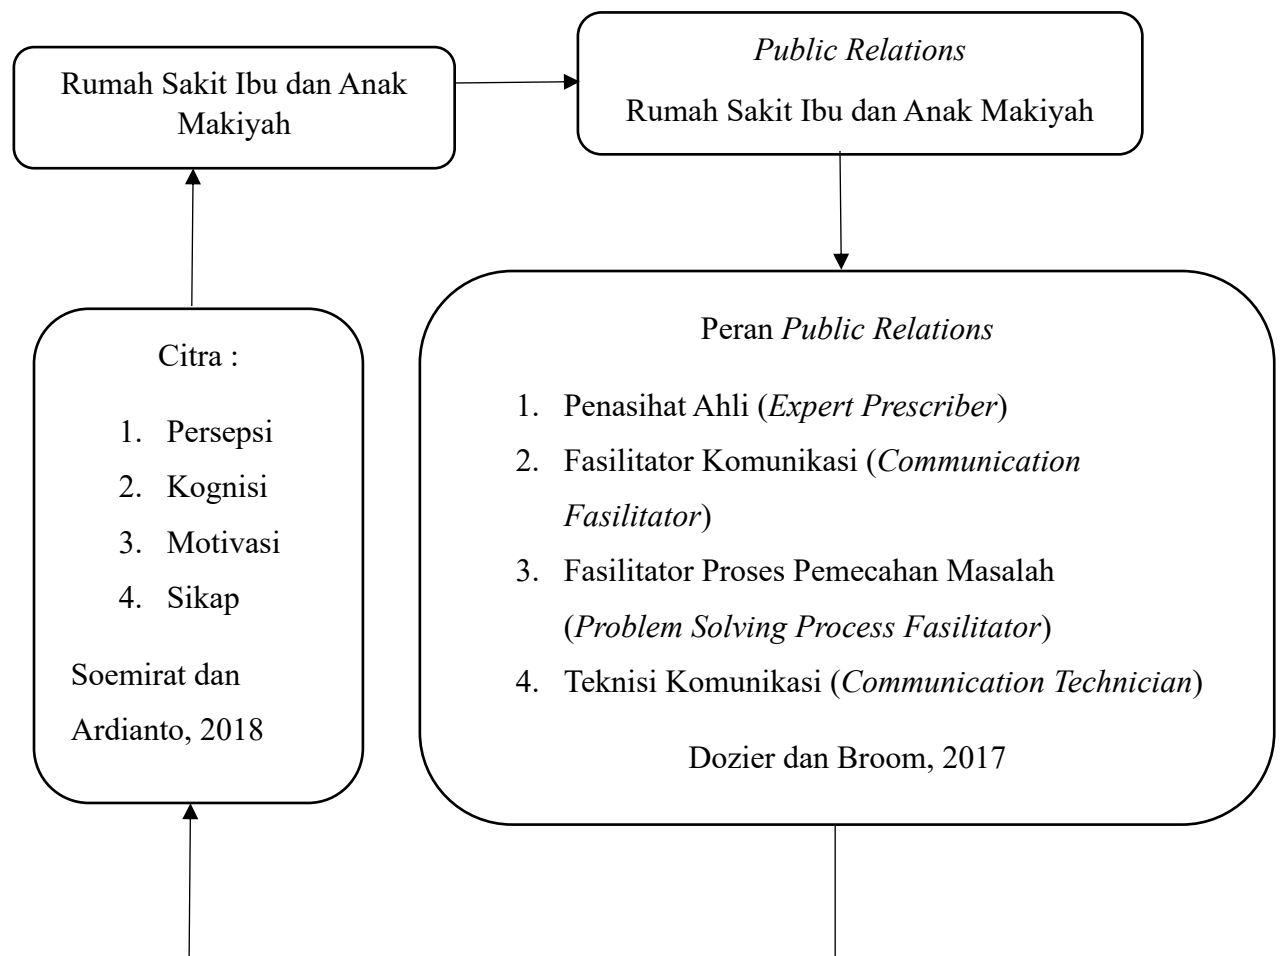 Rumah Sakit Ibu dan Anak
Makiyah
Public Relations
Rumah Sakit Ibu dan Anak Makiyah
Citra :
1. Persepsi
2. Kognisi
3. Motivasi
4. Sikap
Soemirat dan
Ardianto, 2018
Peran Public Relations
1. Penasihat Ahli (Expert Prescriber)
2. Fasilitator Komunikasi (Communication
Fasilitator)
3. Fasilitator Proses Pemecahan Masalah
(Problem Solving Process Fasilitator)
4. Teknisi Komunikasi (Communication Technician)
Dozier dan Broom, 2017